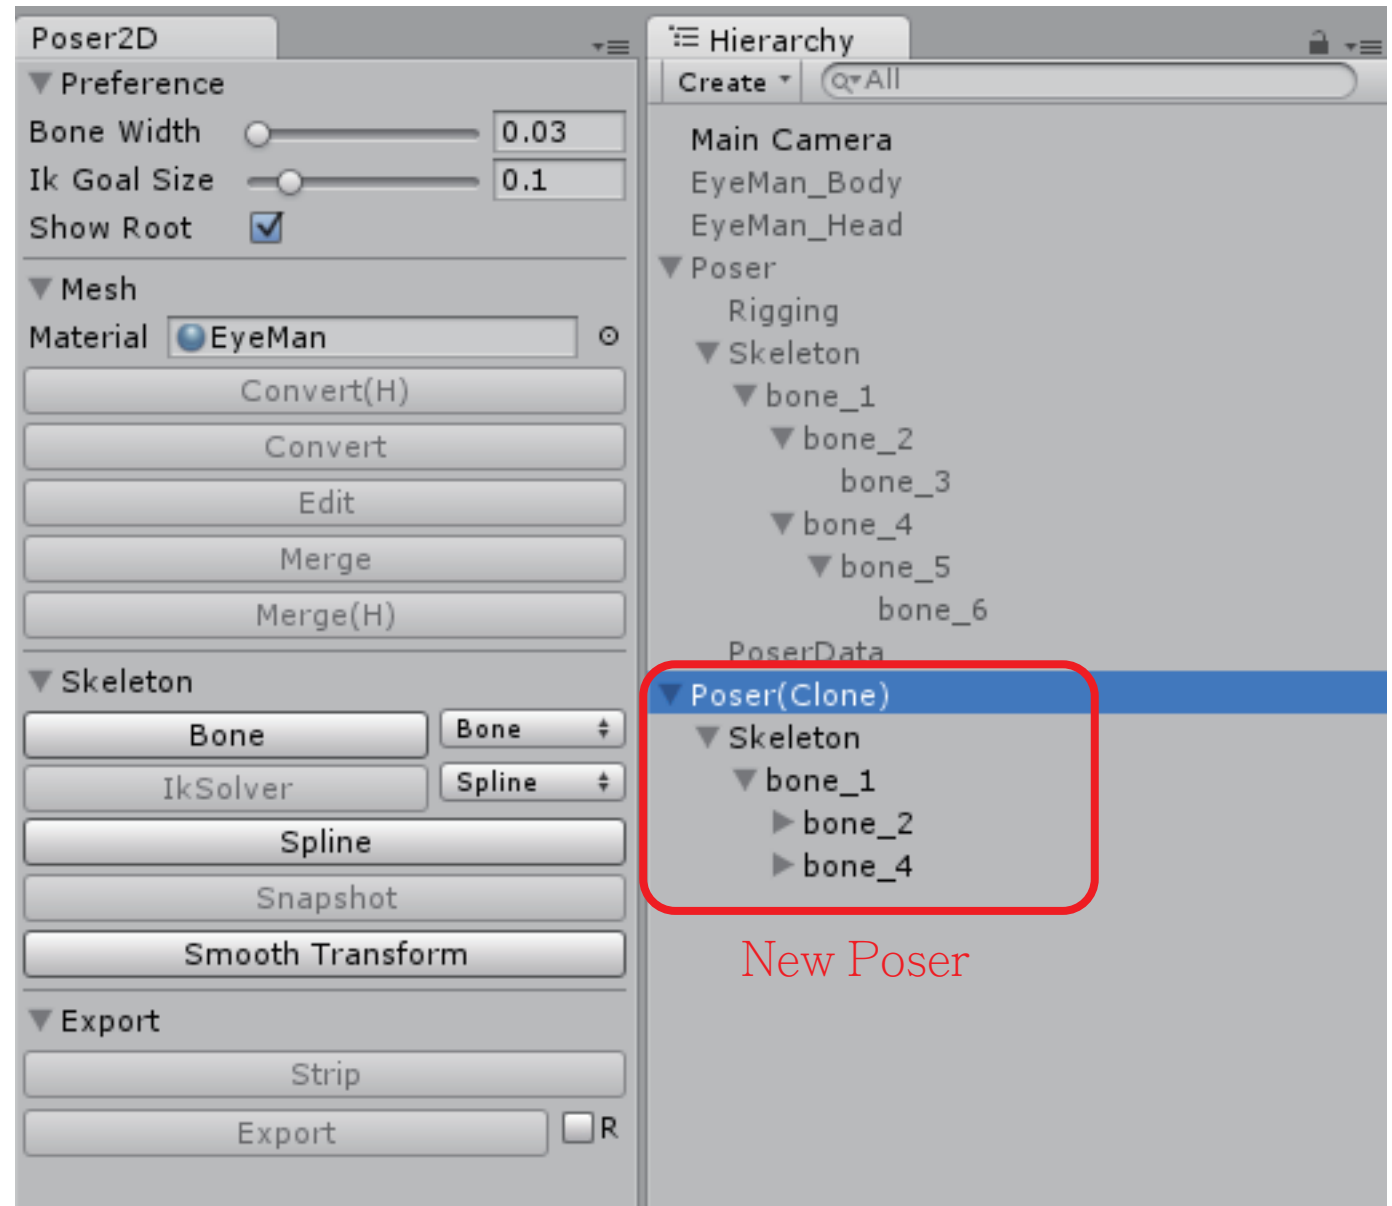 Poser2D
Preference
Bone Width 0.03
Ik Goal Size 0.1
Show Root
Mesh
Material EyeMan
Convert(H)
Convert
Edit
Merge
Merge(H)
Skeleton
Bone Bone
IkSolver Spline
Spline
Snapshot
Smooth Transform
Export
Strip
Export R
Hierarchy
Create All
Main Camera
EyeMan_Body
EyeMan_Head
Poser
Rigging
Skeleton
bone_1
bone_2
bone_3
bone_4
bone_5
bone_6
PoserData
Poser(Clone)
Skeleton
bone_1
bone_2
bone_4
New Poser